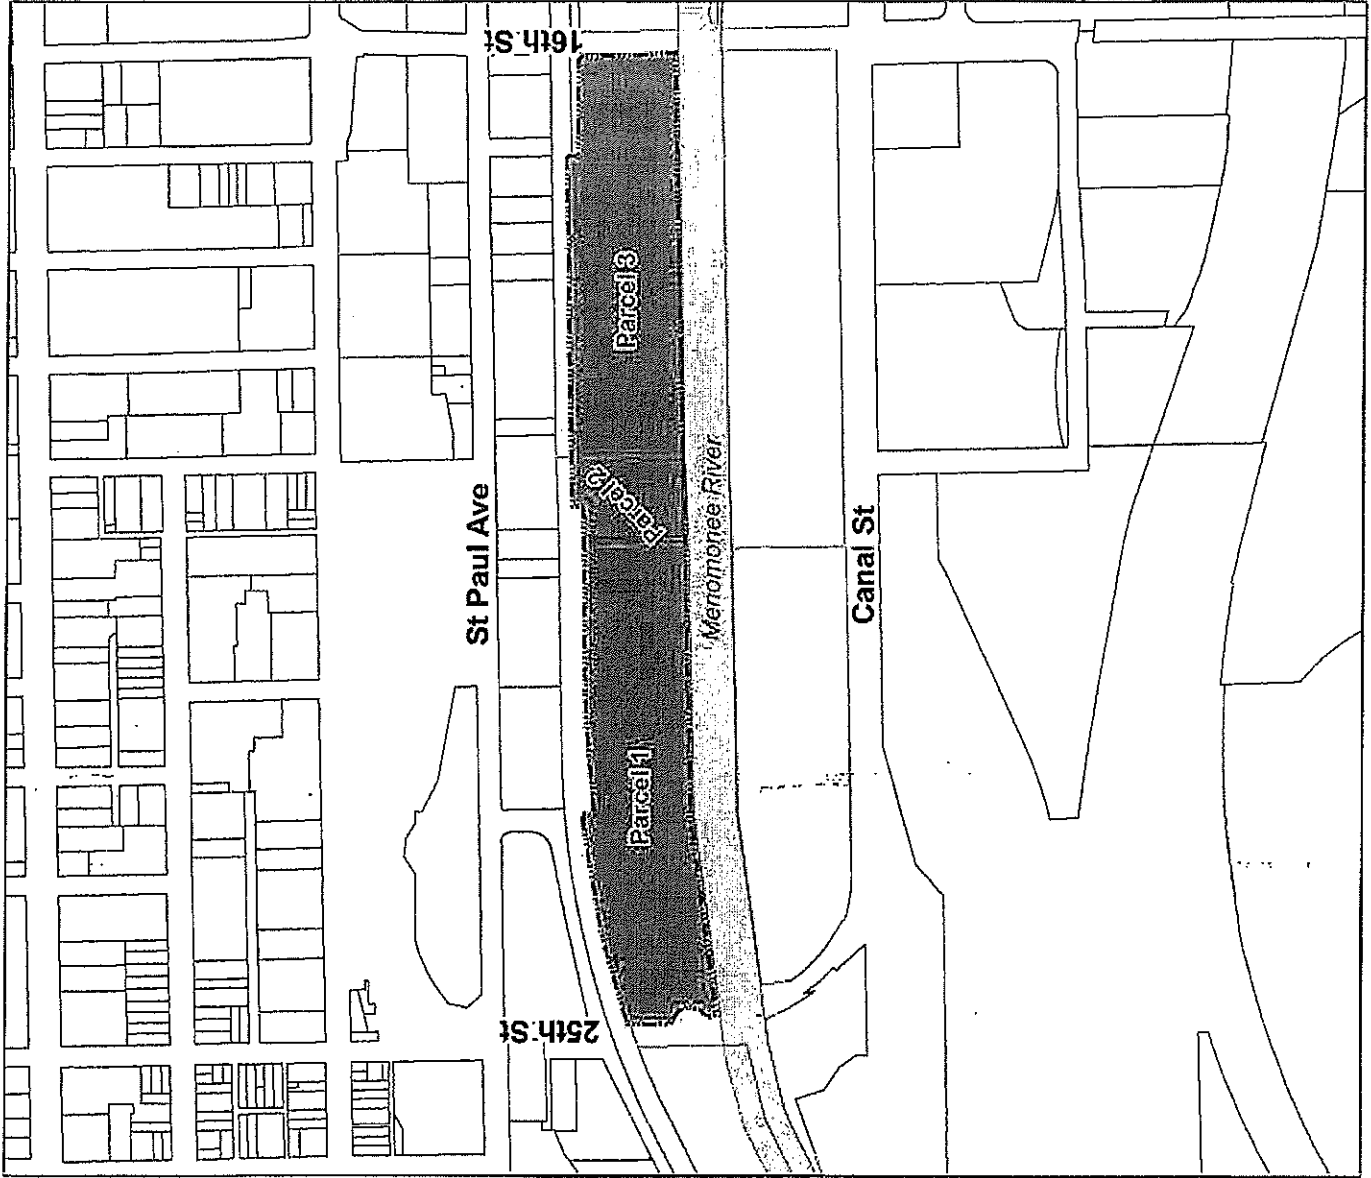 16th St
St Paul Ave
Parcel 3
Parcel 2
Parcel 1
Menomonee River
Canal St
25th St